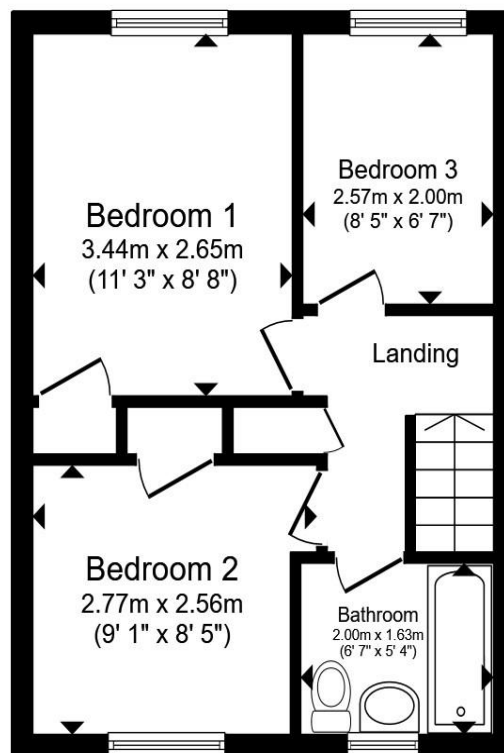 Bedroom 1
3.44m x 2.65m
(11' 3" x 8' 8")
Bedroom 3
2.57m x 2.00m
(8' 5" x 6' 7")
Landing
Bedroom 2
2.77m x 2.56m
(9' 1" x 8' 5")
Bathroom
2.00m x 1.63m
(6' 7" x 5' 4")